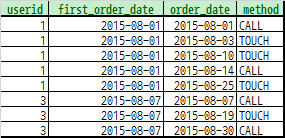 userid first_order_date order_date method
1 2015-08-01 2015-08-01 CALL
1 2015-08-01 2015-08-03 TOUCH
1 2015-08-01 2015-08-10 TOUCH
1 2015-08-01 2015-08-14 CALL
1 2015-08-01 2015-08-25 TOUCH
3 2015-08-07 2015-08-07 CALL
3 2015-08-07 2015-08-19 TOUCH
3 2015-08-07 2015-08-30 CALL